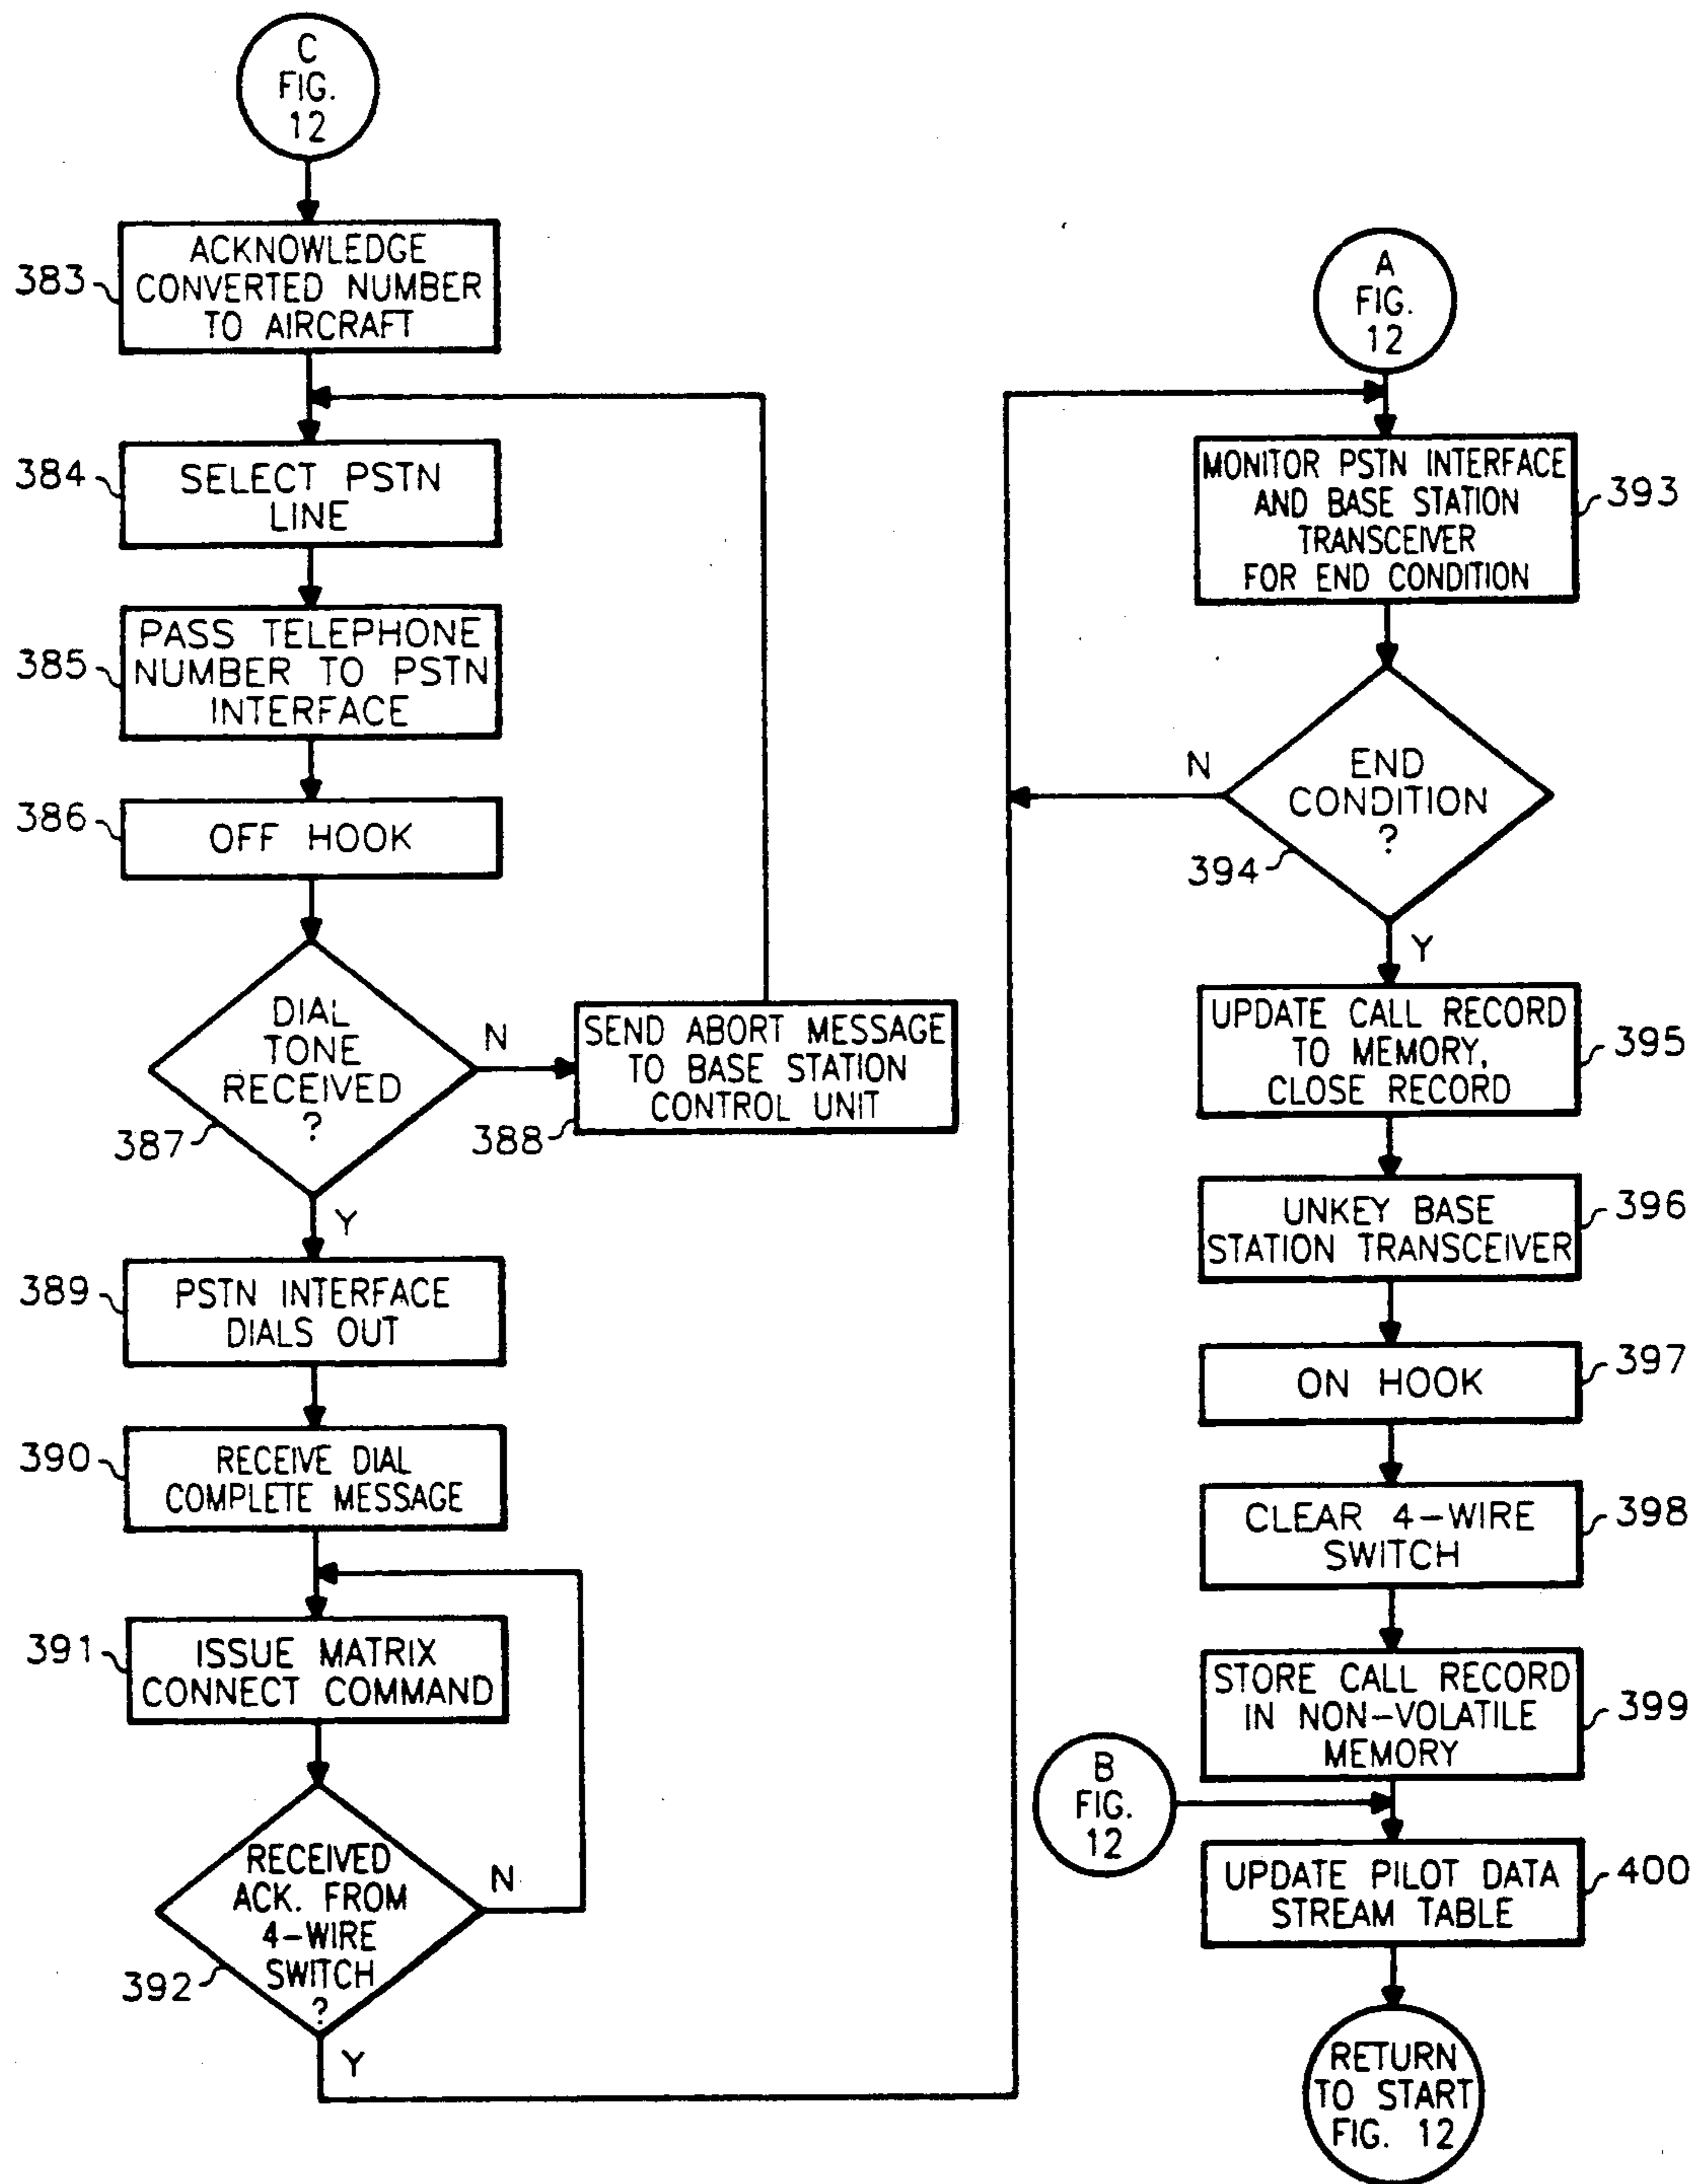 C
FIG.
12
383
ACKNOWLEDGE
CONVERTED NUMBER
TO AIRCRAFT
384
SELECT PSTN
LINE
385
PASS TELEPHONE
NUMBER TO PSTN
INTERFACE
386
OFF HOOK
DIAL
TONE
RECEIVED
?
387
N
SEND ABORT MESSAGE
TO BASE STATION
CONTROL UNIT
388
Y
389
PSTN INTERFACE
DIALS OUT
390
RECEIVE DIAL
COMPLETE MESSAGE
391
ISSUE MATRIX
CONNECT COMMAND
RECEIVED
ACK. FROM
4-WIRE
SWITCH
?
392
N
Y
A
FIG.
12
MONITOR PSTN INTERFACE
AND BASE STATION
TRANSCEIVER
FOR END CONDITION
393
N
END
CONDITION
?
394
Y
UPDATE CALL RECORD
TO MEMORY,
CLOSE RECORD
395
UNKEY BASE
STATION TRANSCEIVER
396
ON HOOK
397
CLEAR 4-WIRE
SWITCH
398
STORE CALL RECORD
IN NON-VOLATILE
MEMORY
399
B
FIG.
12
UPDATE PILOT DATA
STREAM TABLE
400
RETURN
TO START
FIG. 12